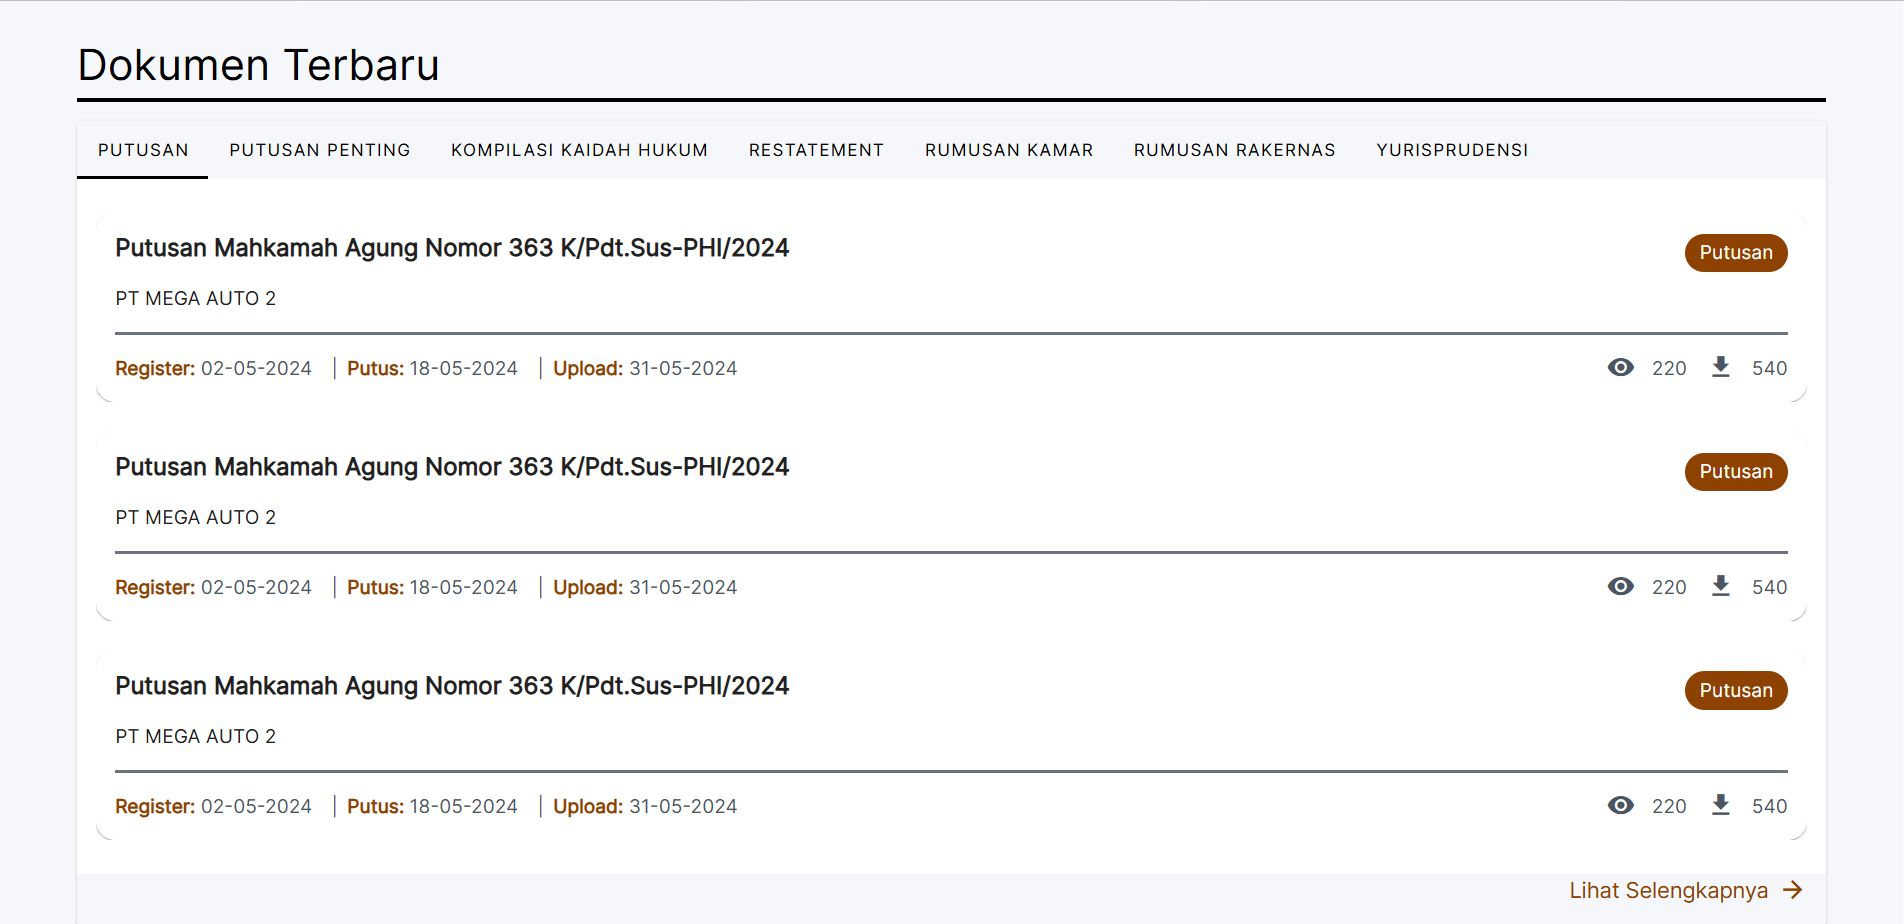 Dokumen Terbaru
PUTUSAN PUTUSAN PENTING KOMPILASI KAIDAH HUKUM RESTATEMENT RUMUSAN KAMAR RUMUSAN RAKERNAS YURISPRUDENSI
Putusan Mahkamah Agung Nomor 363 K/Pdt.Sus-PHI/2024 Putusan
PT MEGA AUTO 2
Register: 02-05-2024 | Putus: 18-05-2024 | Upload: 31-05-2024 220 540
Putusan Mahkamah Agung Nomor 363 K/Pdt.Sus-PHI/2024 Putusan
PT MEGA AUTO 2
Register: 02-05-2024 | Putus: 18-05-2024 | Upload: 31-05-2024 220 540
Putusan Mahkamah Agung Nomor 363 K/Pdt.Sus-PHI/2024 Putusan
PT MEGA AUTO 2
Register: 02-05-2024 | Putus: 18-05-2024 | Upload: 31-05-2024 220 540
Lihat Selengkapnya →